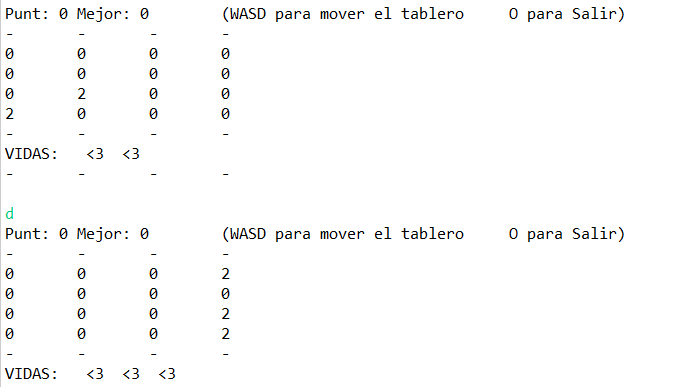 Punt: 0 Mejor: 0        (WASD para mover el tablero     O para Salir)
-       -       -       -
0       0       0       0
0       0       0       0
0       2       0       0
2       0       0       0
-       -       -       -
VIDAS:   <3  <3
-       -       -       -
d
Punt: 0 Mejor: 0        (WASD para mover el tablero     O para Salir)
-       -       -       -
0       0       0       2
0       0       0       0
0       0       0       2
0       0       0       2
-       -       -       -
VIDAS:   <3  <3  <3